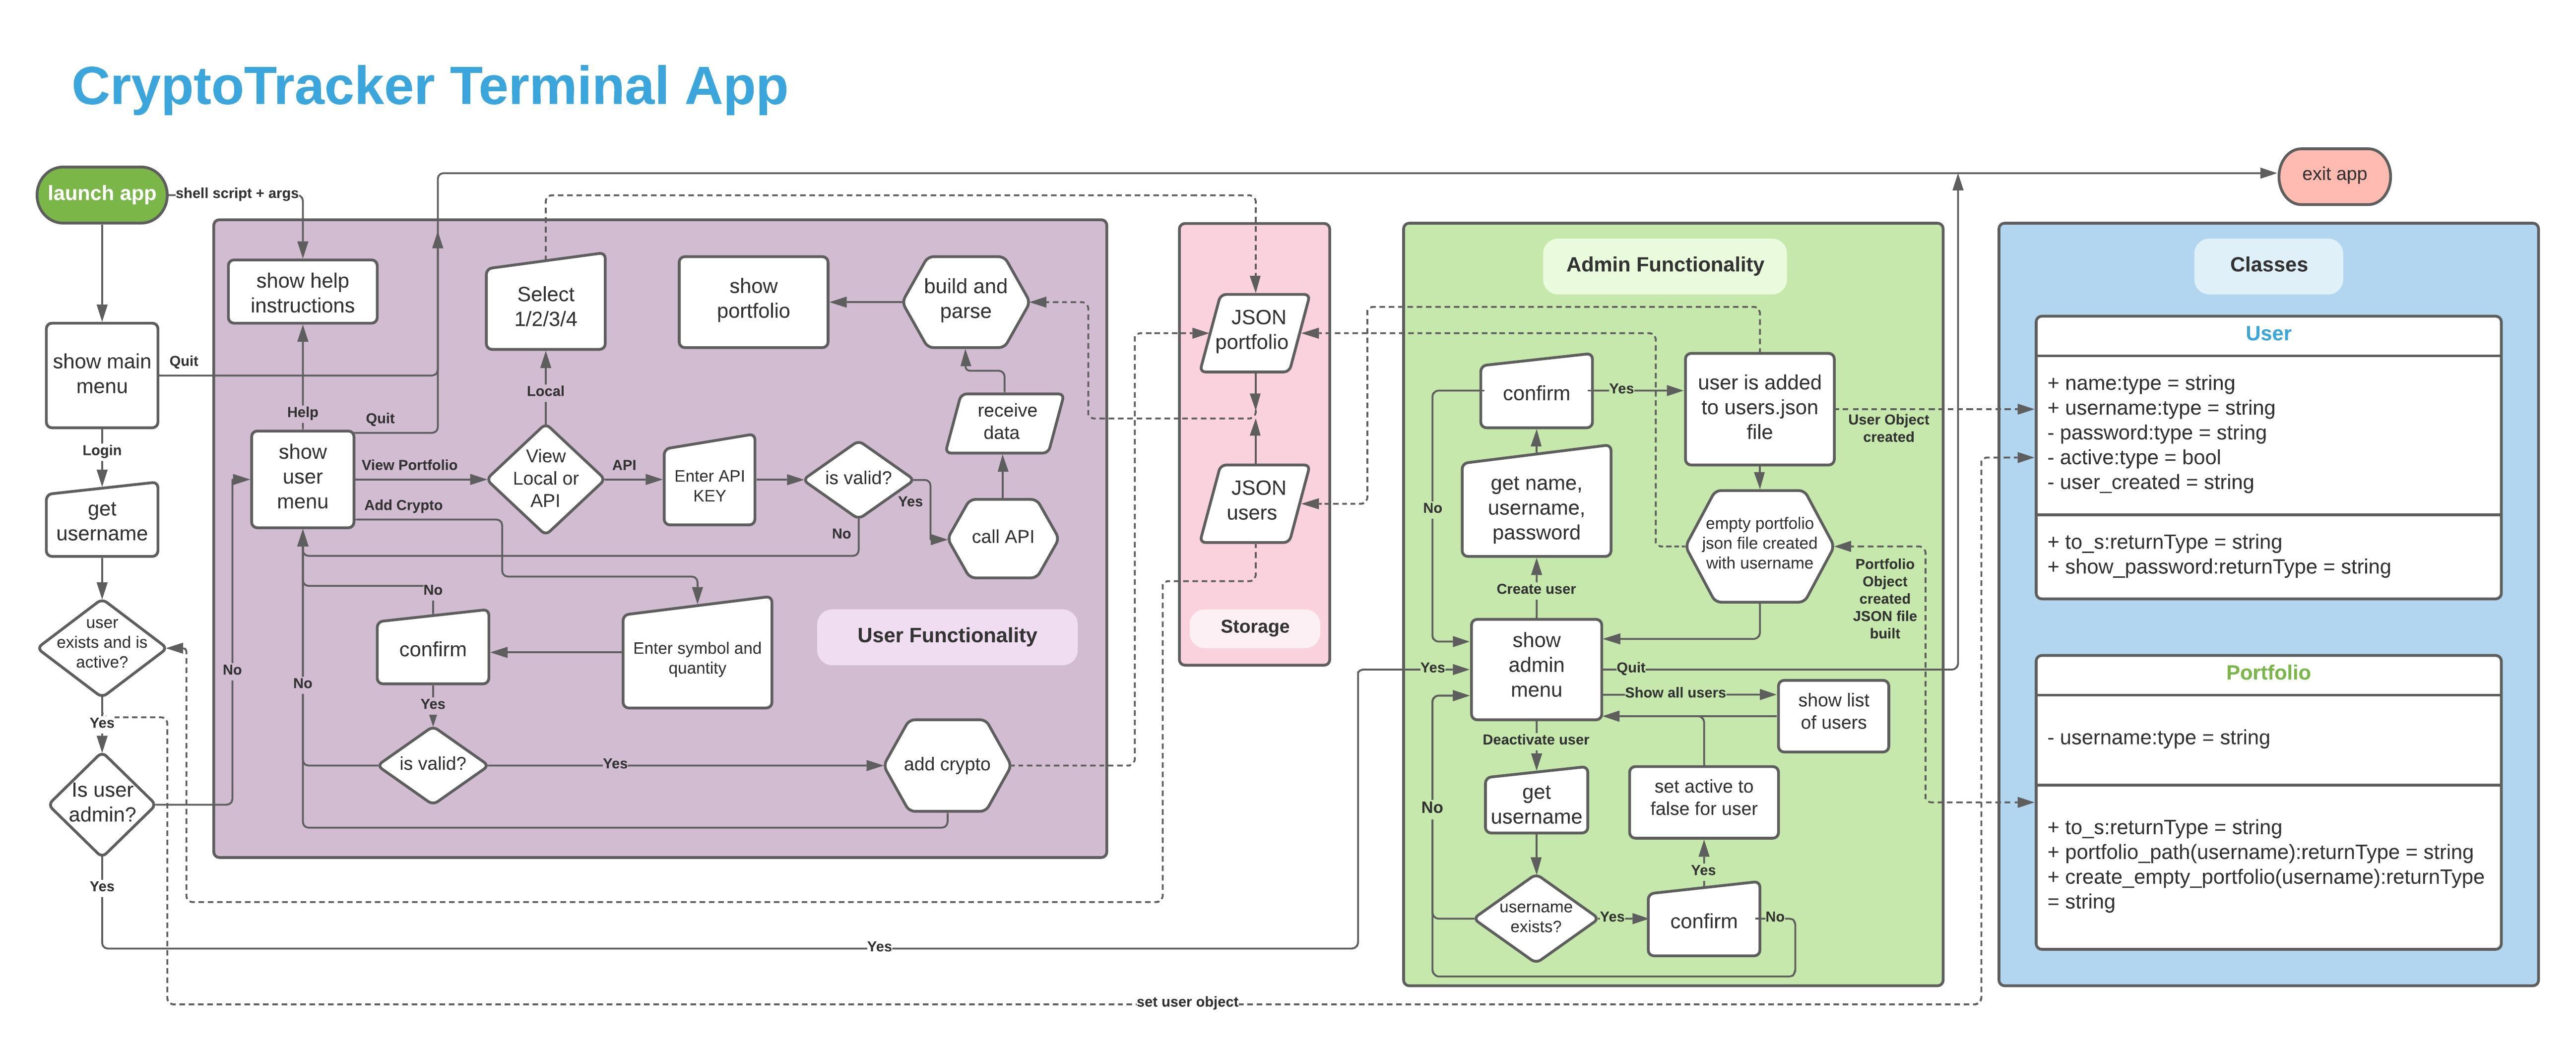 CryptoTracker Terminal App
launch app
shell script + args
exit app
show main
menu
Quit
Login
get
username
user
exists and is
active?
Yes
Is user
admin?
No
Yes
Yes
set user object
show help
instructions
Help
Quit
show
user
menu
View Portfolio
Add Crypto
Select
1/2/3/4
Local
View
Local or
API
API
Enter API
KEY
is valid?
Yes
No
call API
receive
data
build and
parse
show
portfolio
No
confirm
Yes
Enter symbol and
quantity
No
is valid?
Yes
add crypto
User Functionality
JSON
portfolio
JSON
users
Storage
Admin Functionality
confirm
Yes
user is added
to users.json
file
User Object
created
get name,
username,
password
No
empty portfolio
json file created
with username
Portfolio
Object
created
JSON file
built
Create user
Yes
show
admin
menu
Quit
Show all users
show list
of users
Deactivate user
get
username
set active to
false for user
No
Yes
username
exists?
Yes
confirm
No
Classes
User
+ name:type = string
+ username:type = string
- password:type = string
- active:type = bool
- user_created = string
+ to_s:returnType = string
+ show_password:returnType = string
Portfolio
- username:type = string
+ to_s:returnType = string
+ portfolio_path(username):returnType = string
+ create_empty_portfolio(username):returnType
= string